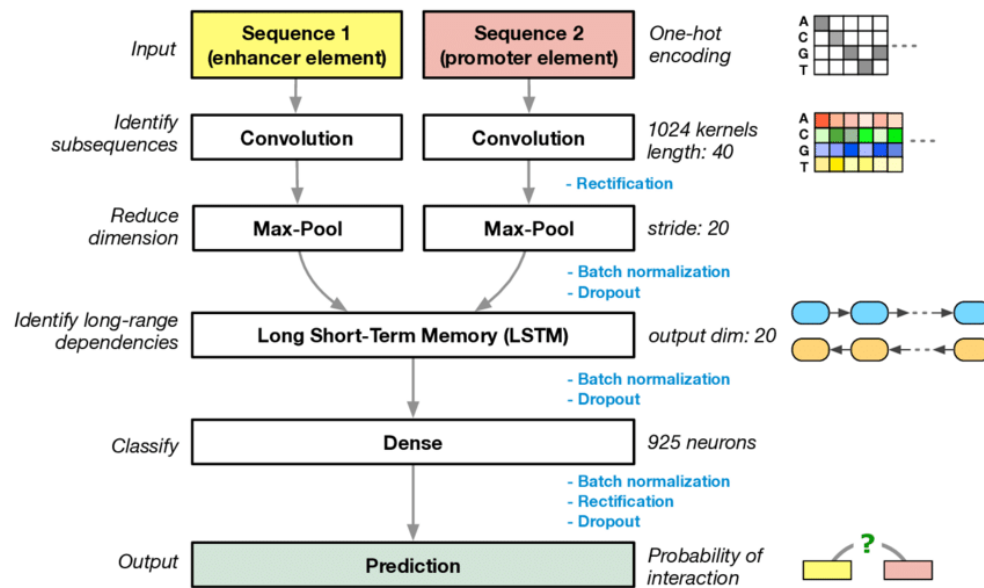 Input
Sequence 1
(enhancer element)
Sequence 2
(promoter element)
One-hot
encoding
A
C
G
T
Identify
subsequences
Convolution
Convolution
1024 kernels
length: 40
A
C
G
T
- Rectification
Reduce
dimension
Max-Pool
Max-Pool
stride: 20
- Batch normalization
- Dropout
Identify long-range
dependencies
Long Short-Term Memory (LSTM)
output dim: 20
- Batch normalization
- Dropout
Classify
Dense
925 neurons
- Batch normalization
- Rectification
- Dropout
Output
Prediction
Probability of
interaction
?